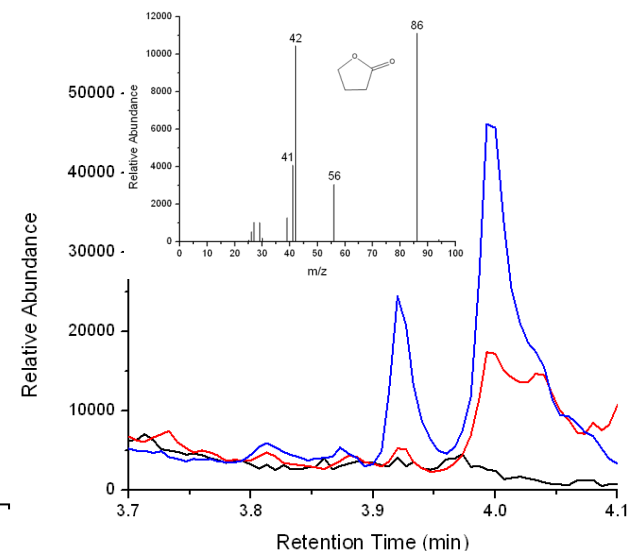 12000
10000
8000
6000
4000
2000
0
Relative Abundance
42
86
41
56
O
O
0 10 20 30 40 50 60 70 80 90 100
m/z
50000
40000
30000
20000
10000
0
Relative Abundance
3.7 3.8 3.9 4.0 4.1
Retention Time (min)